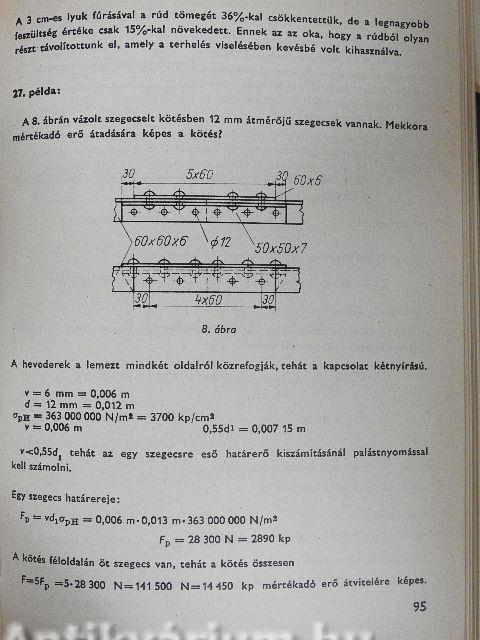 A 3 cm-es lyuk fúrásával a rúd tömegét 36%-kal csökkentettük, de a legnagyobb
feszültség értéke csak 15%-kal növekedett. Ennek az az oka, hogy a rúdból olyan
részt távolítottunk el, amely a terhelés viselésében kevésbé volt kihasználva.
27. példa:
A 8. ábrán vázolt szegecselt kötésben 12 mm átmérőjű szegecsek vannak. Mekkora
mértékadó erő átadására képes a kötés?
30 5x60 30 60x6
60x60x6 ϕ12 50x50x7
30 4x60 30
8. ábra
A hevederek a lemezt mindkét oldalról közrefogják, tehát a kapcsolat kétnyírású.
v = 6 mm = 0,006 m
d = 12 mm = 0,012 m
σpH = 363 000 000 N/m² = 3700 kp/cm²
v = 0,006 m 0,55d1 = 0,007 15 m
v<0,55d₁ tehát az egy szegecsre eső határerő kiszámításánál palástnyomással
kell számolni.
Egy szegecs határereje:
Fp = vd₁σpH = 0,006 m·0,013 m·363 000 000 N/m²
Fp = 28 300 N = 2890 kp
A kötés féloldalán öt szegecs van, tehát a kötés összesen
F=5Fp =5·28 300 N=141 500 N=14 450 kp mértékadó erő átvitelére képes.
95
Antikvárium.hu